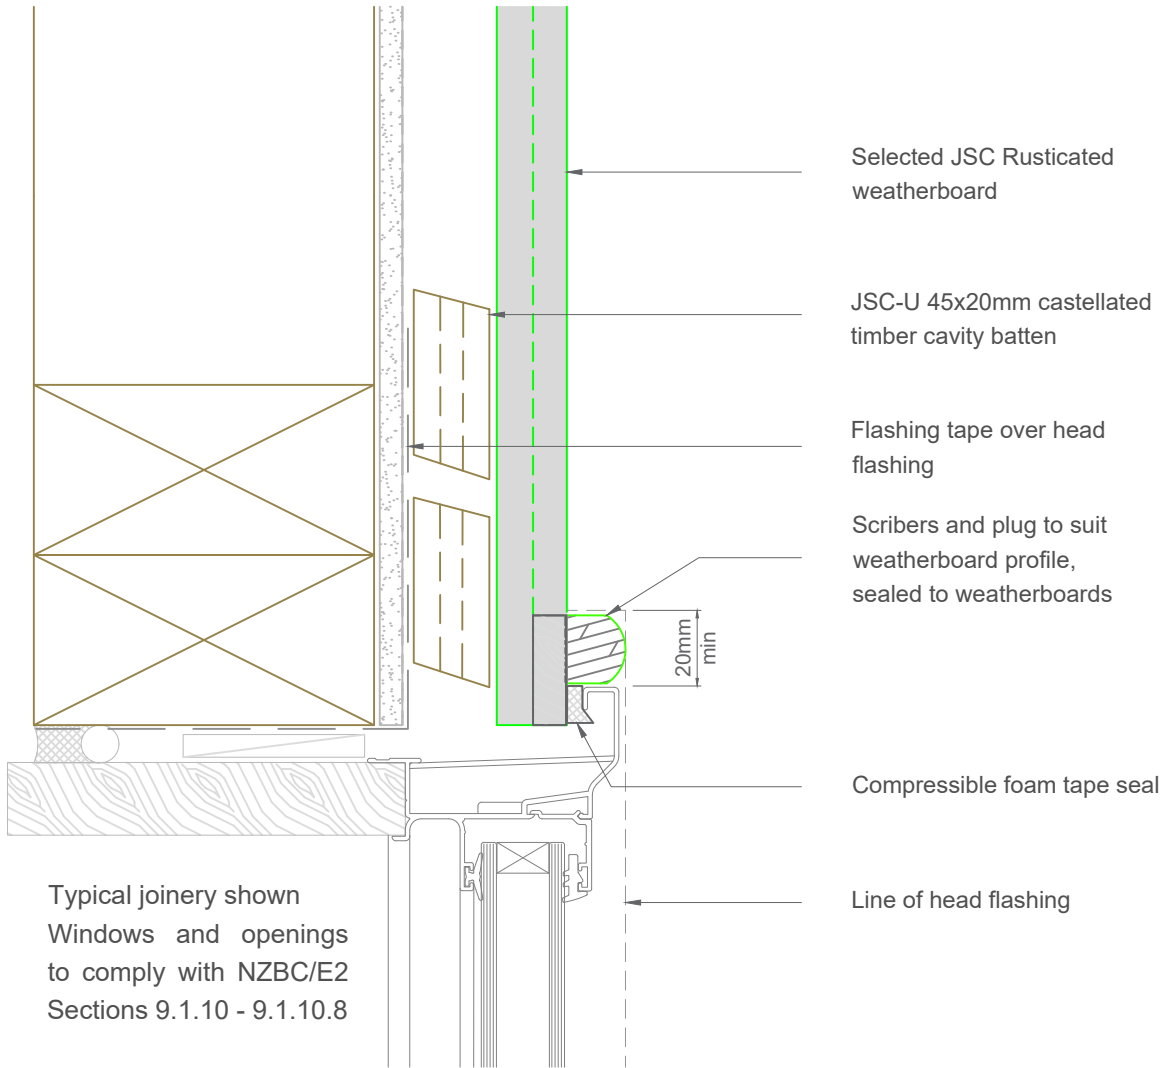 Selected JSC Rusticated
weatherboard
JSC-U 45x20mm castellated
timber cavity batten
Flashing tape over head
flashing
Scribers and plug to suit
weatherboard profile,
sealed to weatherboards
20mm
min
Compressible foam tape seal
Line of head flashing
Typical joinery shown
Windows and openings
to comply with NZBC/E2
Sections 9.1.10 - 9.1.10.8